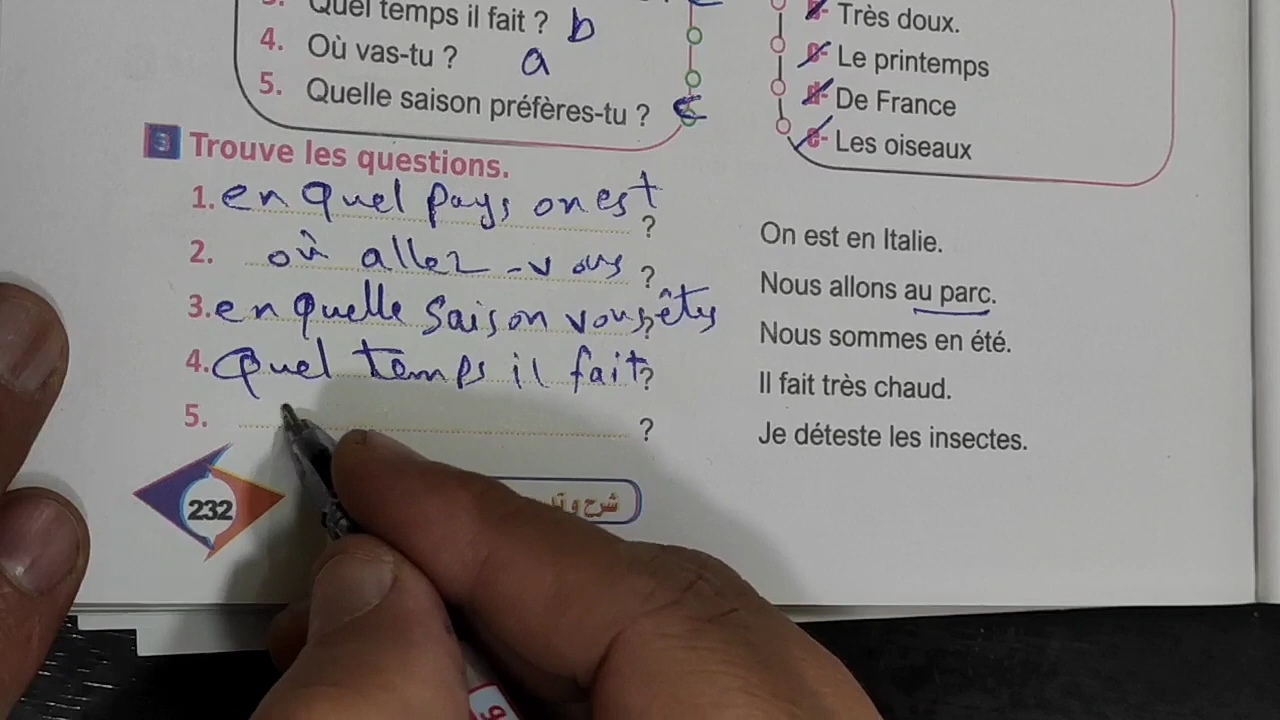 Quel temps il fait ? b
4. Où vas-tu ? a
5. Quelle saison préfères-tu ? c
Très doux.
Le printemps
De France
Les oiseaux
3 Trouve les questions.
1. en quel pays on est ?
On est en Italie.
2. où allez-vous ?
Nous allons au parc.
3. en quelle saison vous êtes ?
Nous sommes en été.
4. Quel temps il fait ?
Il fait très chaud.
5. ?
Je déteste les insectes.
232
شرح و